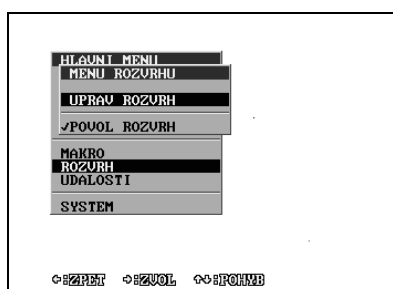 HLAVNI MENU
MENU ROZVRHU
UPRAV ROZVRH
✓POVOL ROZVRH
MAKRO
ROZVRH
UDALOSTI
SYSTEM
⇦:ZPET ⇨:ZVOL ⇧⇩:POHYB